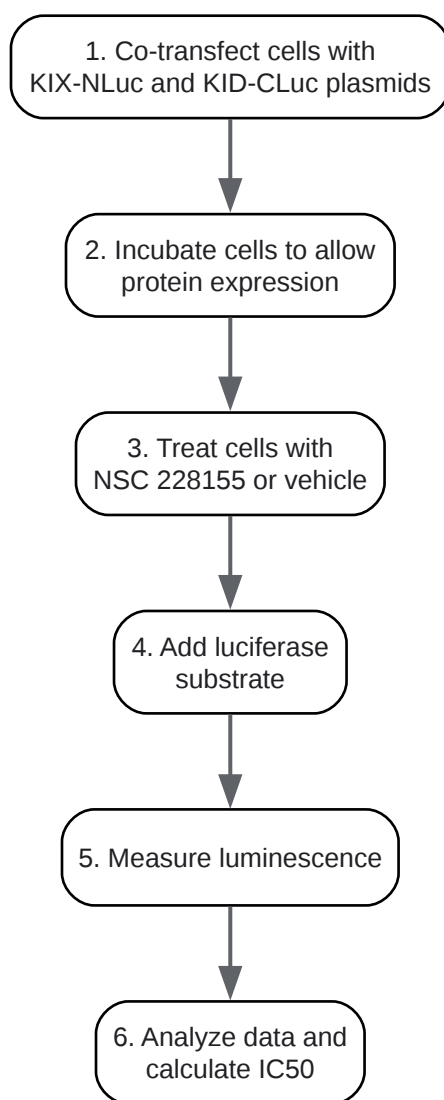 1. Co-transfect cells with
KIX-NLuc and KID-CLuc plasmids
2. Incubate cells to allow
protein expression
3. Treat cells with
NSC 228155 or vehicle
4. Add luciferase
substrate
5. Measure luminescence
6. Analyze data and
calculate IC50